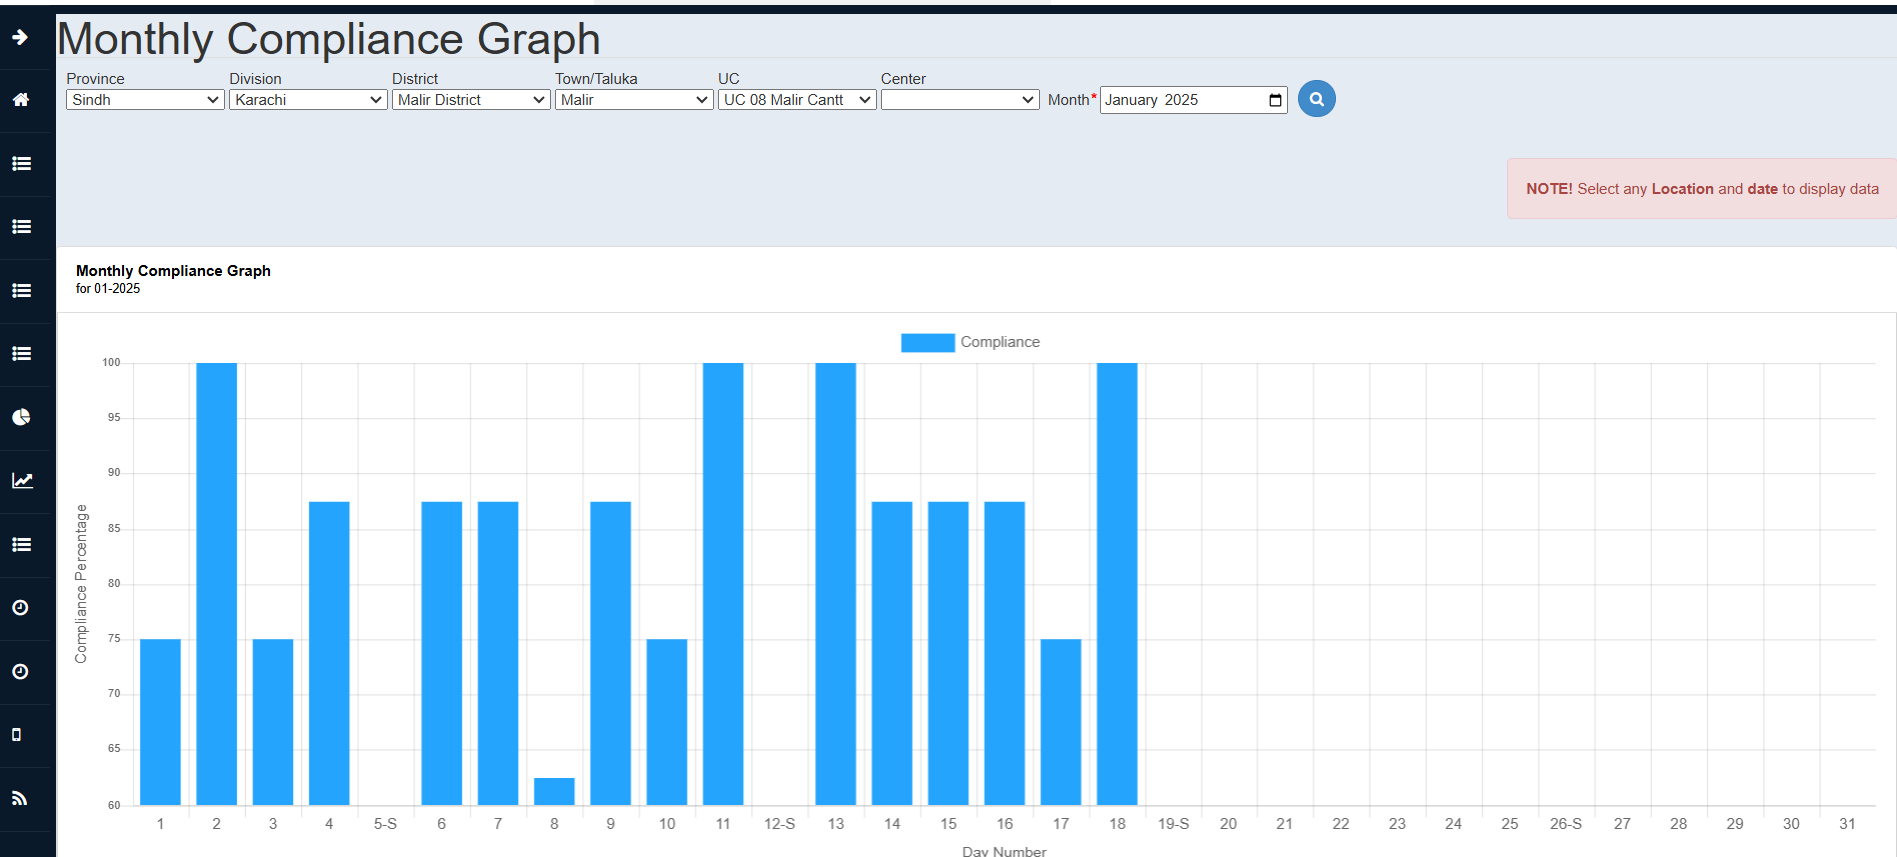 Monthly Compliance Graph
Province Division District Town/Taluka UC Center
Sindh Karachi Malir District Malir UC 08 Malir Cantt Month* January 2025
NOTE! Select any Location and date to display data
Monthly Compliance Graph
for 01-2025
Compliance
100
95
90
85
80
75
70
65
60
Compliance Percentage
1 2 3 4 5-S 6 7 8 9 10 11 12-S 13 14 15 16 17 18 19-S 20 21 22 23 24 25 26-S 27 28 29 30 31
Day Number